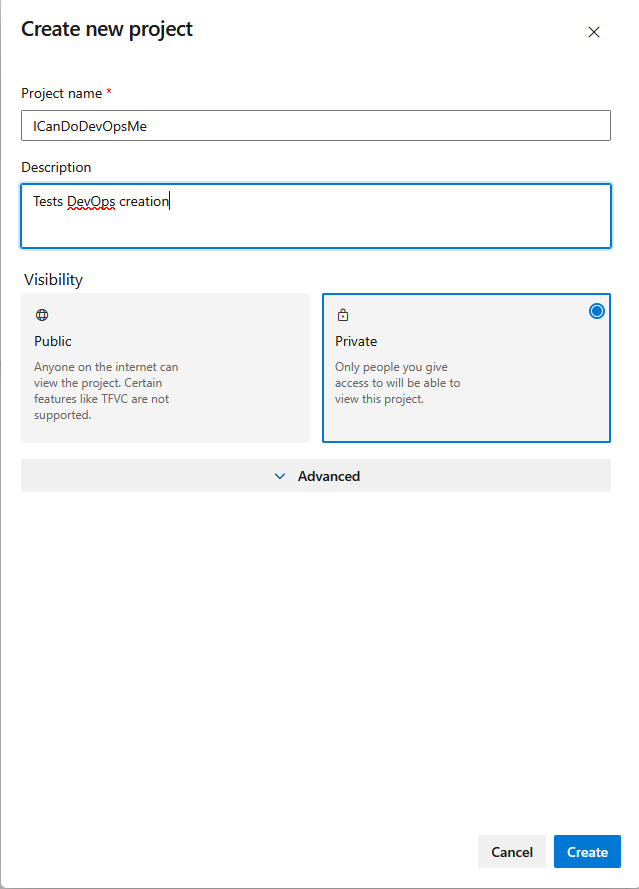 Create new project
Project name *
ICanDoDevOpsMe
Description
Tests DevOps creation
Visibility
Public
Anyone on the internet can
view the project. Certain
features like TFVC are not
supported.
Private
Only people you give
access to will be able to
view this project.
Advanced
Cancel
Create